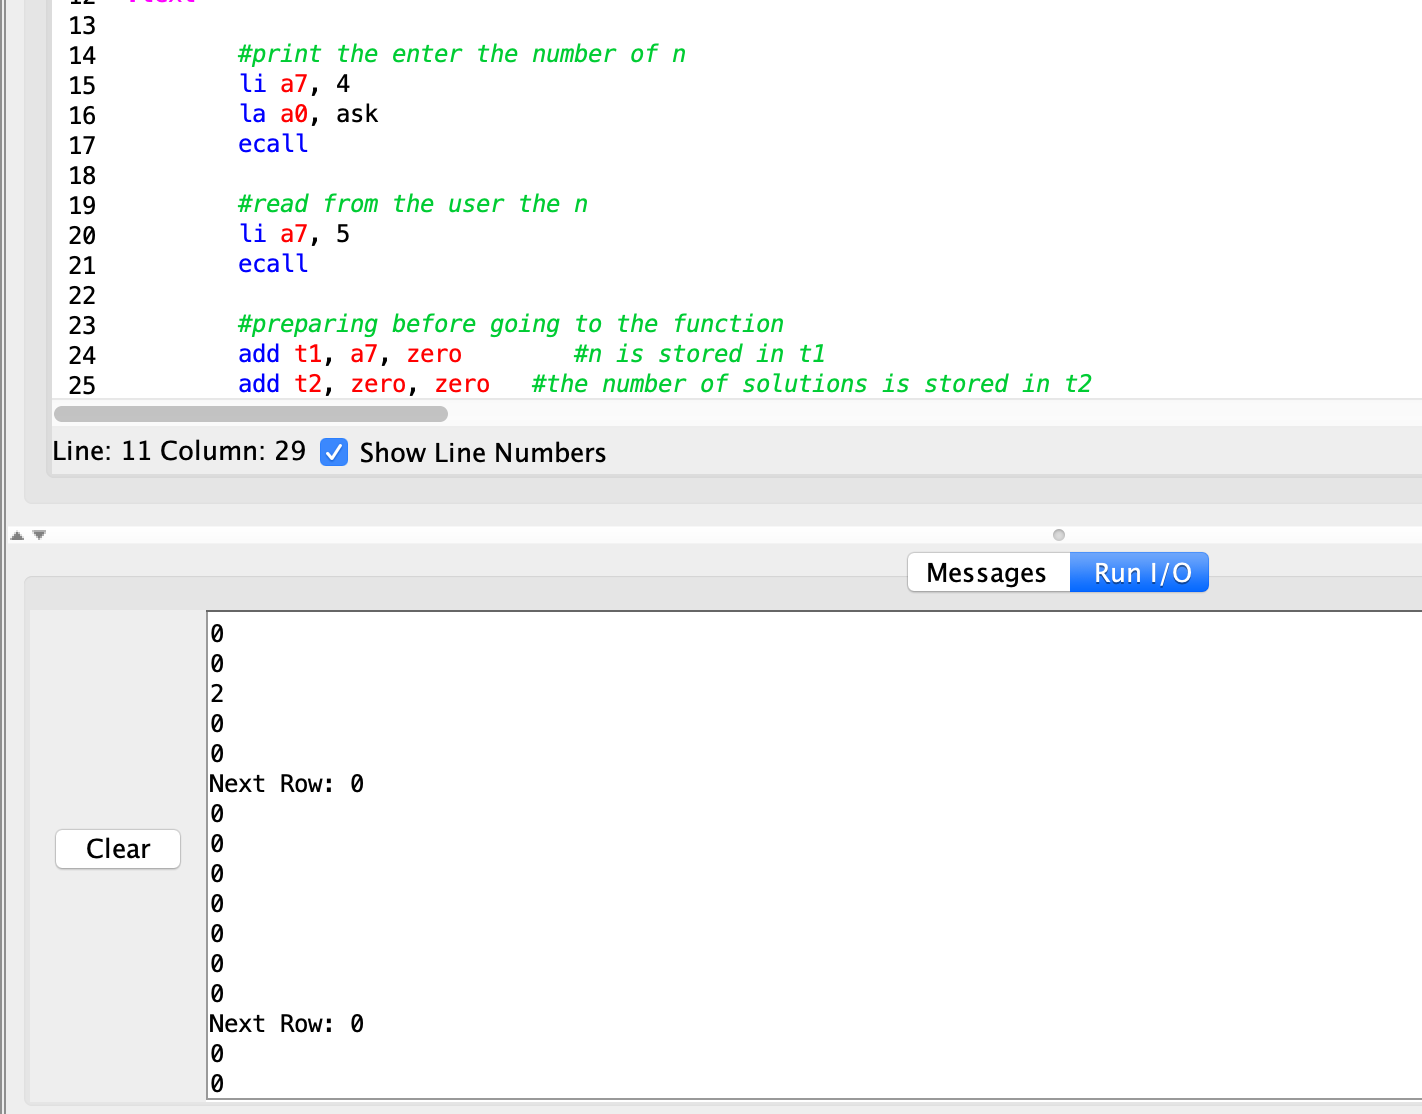 13
14 #print the enter the number of n
15 li a7, 4
16 la a0, ask
17 ecall
18
19 #read from the user the n
20 li a7, 5
21 ecall
22
23 #preparing before going to the function
24 add t1, a7, zero #n is stored in t1
25 add t2, zero, zero #the number of solutions is stored in t2
Line: 11 Column: 29 Show Line Numbers
Messages Run I/O
Clear
0
0
2
0
0
Next Row: 0
0
0
0
0
0
0
0
Next Row: 0
0
0